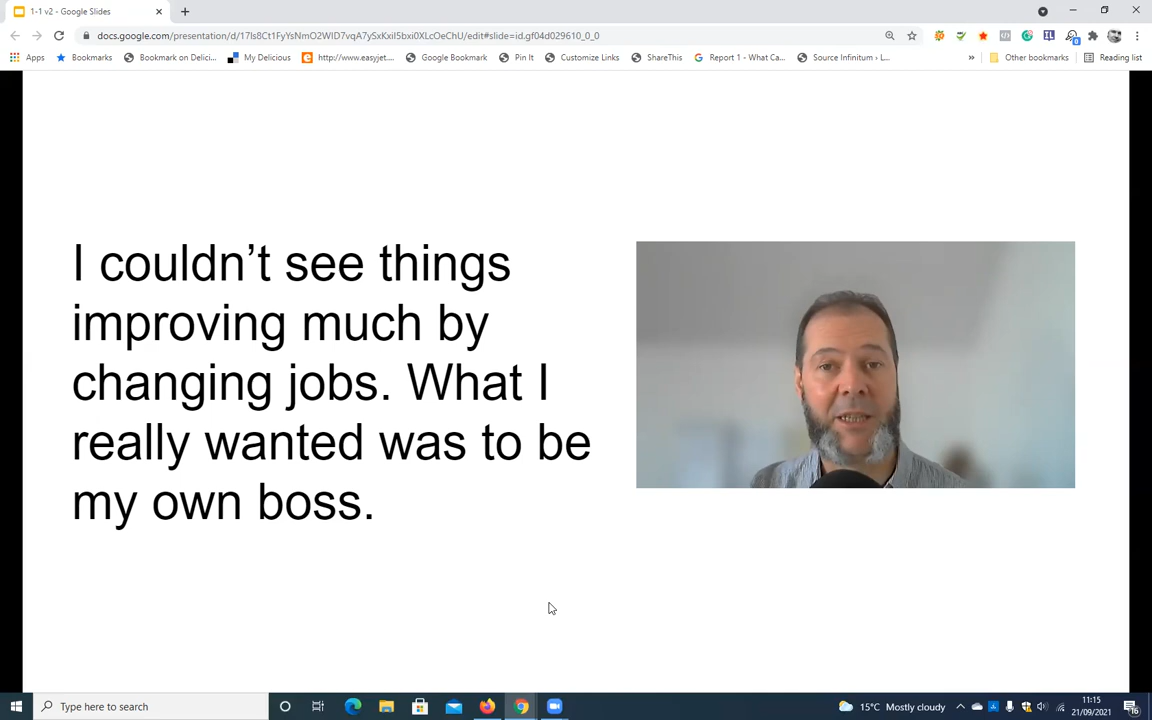 1-1 v2 - Google Slides
docs.google.com/presentation/d/17Is8Ct1FyYsNmO2WID7vqA7ySxKxiI5bxi0XLcOeChU/edit#slide=id.gf04d029610_0_0
Apps Bookmarks Bookmark on Delici... My Delicious http://www.easyjet.... Google Bookmark Pin It Customize Links ShareThis Report 1 - What Ca... Source Infinitum › L... » Other bookmarks Reading list
I couldn’t see things
improving much by
changing jobs. What I
really wanted was to be
my own boss.
Type here to search
15°C Mostly cloudy
11:15
21/09/2021
16